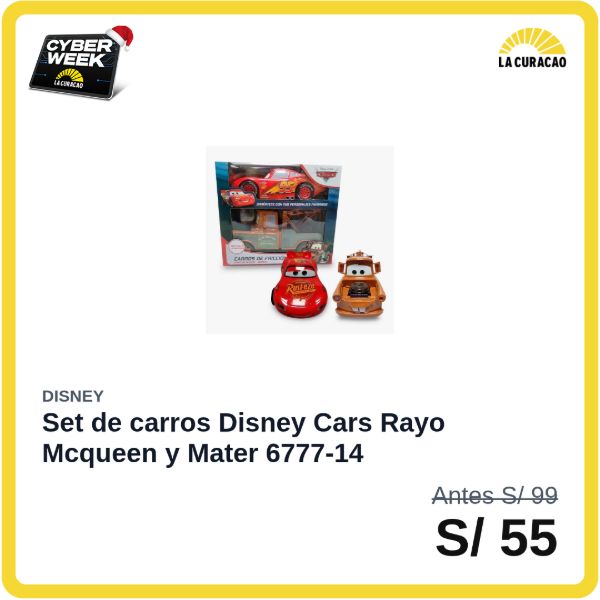 CYBER
WEEK
LA CURACAO
LA CURACAO
DISNEY
Set de carros Disney Cars Rayo
Mcqueen y Mater 6777-14
Antes S/ 99
S/ 55